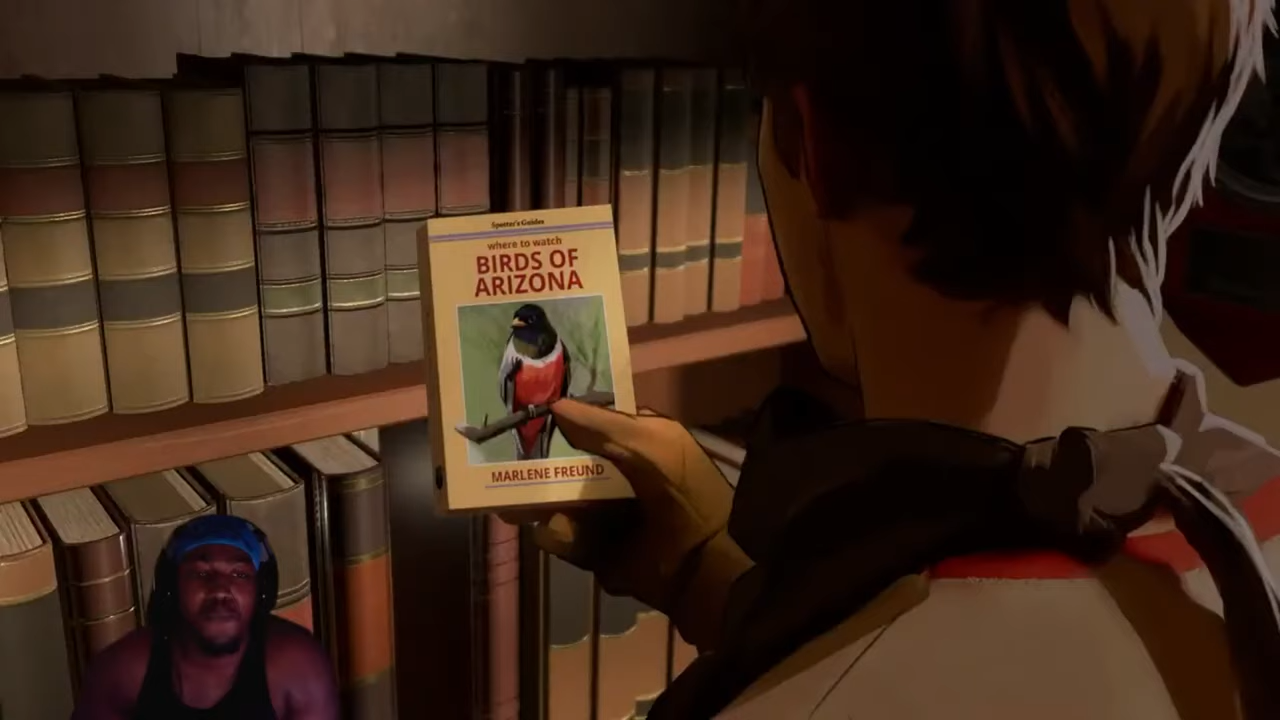 Spotter's Guides
where to watch
BIRDS OF
ARIZONA
MARLENE FREUND